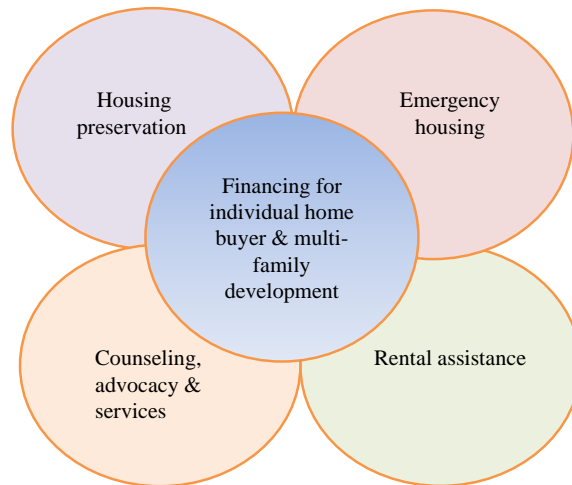 Housing
preservation
Emergency
housing
Financing for
individual home
buyer & multi-
family
development
Counseling,
advocacy &
services
Rental assistance